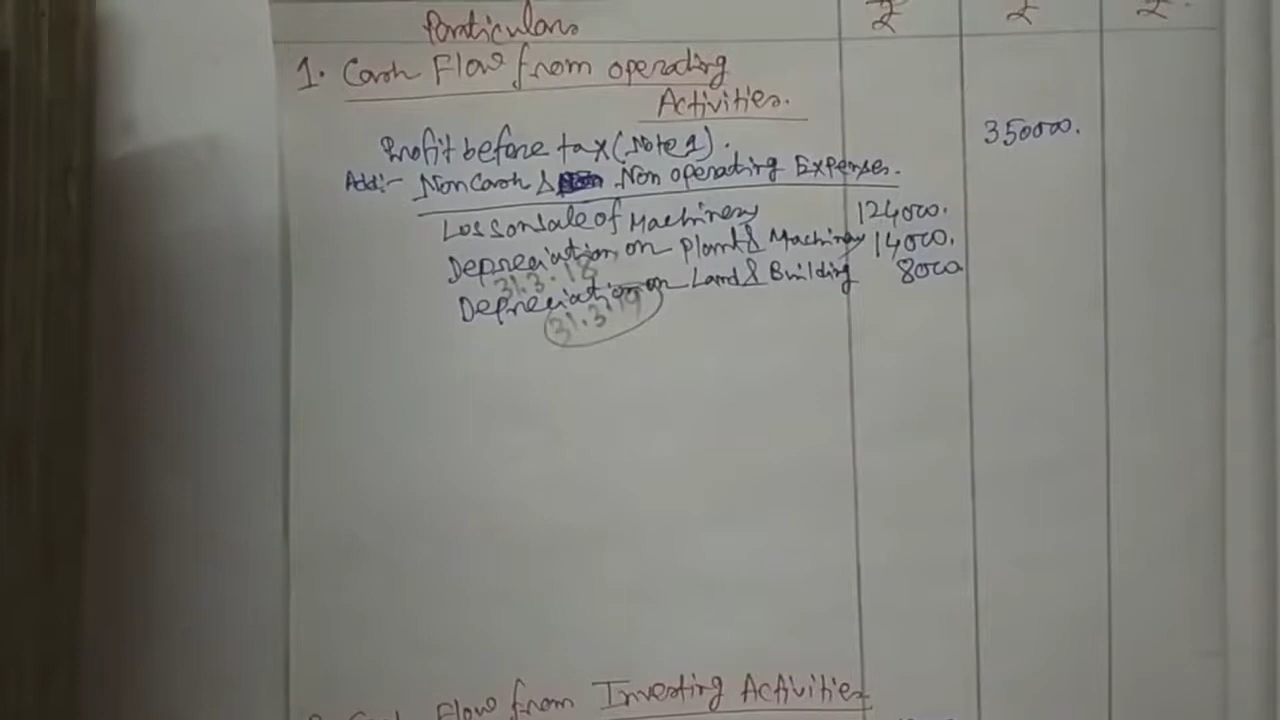 Particulars ₹ ₹ ₹
1. Cash Flow from operating
Activities.
Profit before tax (Note 1). 350000.
Add:- Non Cash & Non operating Expenses.
Loss on sale of Machinery 124000.
Depreciation on Plant & Machinery 14000.
31.3.18
Depreciation on Land & Building 8000
31.3.19
Cash Flow from Investing Activities